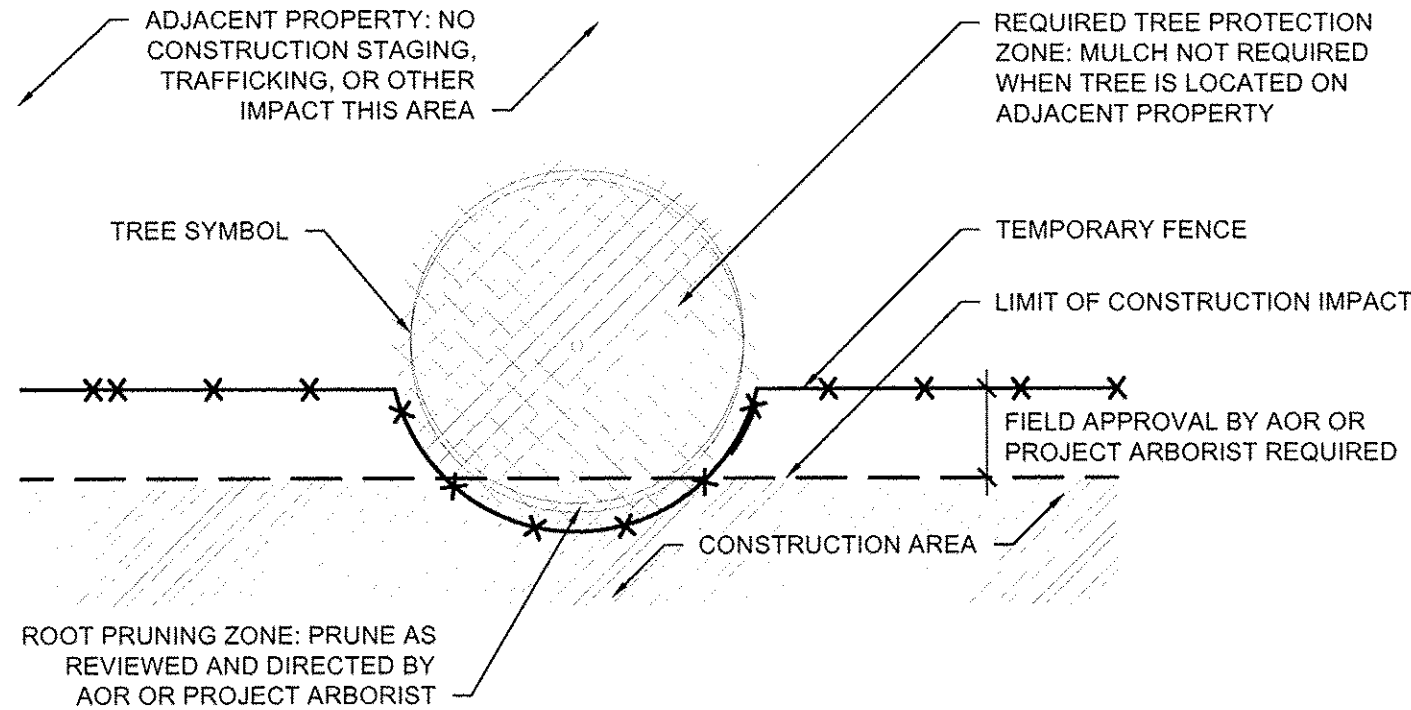 ADJACENT PROPERTY: NO
CONSTRUCTION STAGING,
TRAFFICKING, OR OTHER
IMPACT THIS AREA
REQUIRED TREE PROTECTION
ZONE: MULCH NOT REQUIRED
WHEN TREE IS LOCATED ON
ADJACENT PROPERTY
TREE SYMBOL
TEMPORARY FENCE
LIMIT OF CONSTRUCTION IMPACT
FIELD APPROVAL BY AOR OR
PROJECT ARBORIST REQUIRED
CONSTRUCTION AREA
ROOT PRUNING ZONE: PRUNE AS
REVIEWED AND DIRECTED BY
AOR OR PROJECT ARBORIST